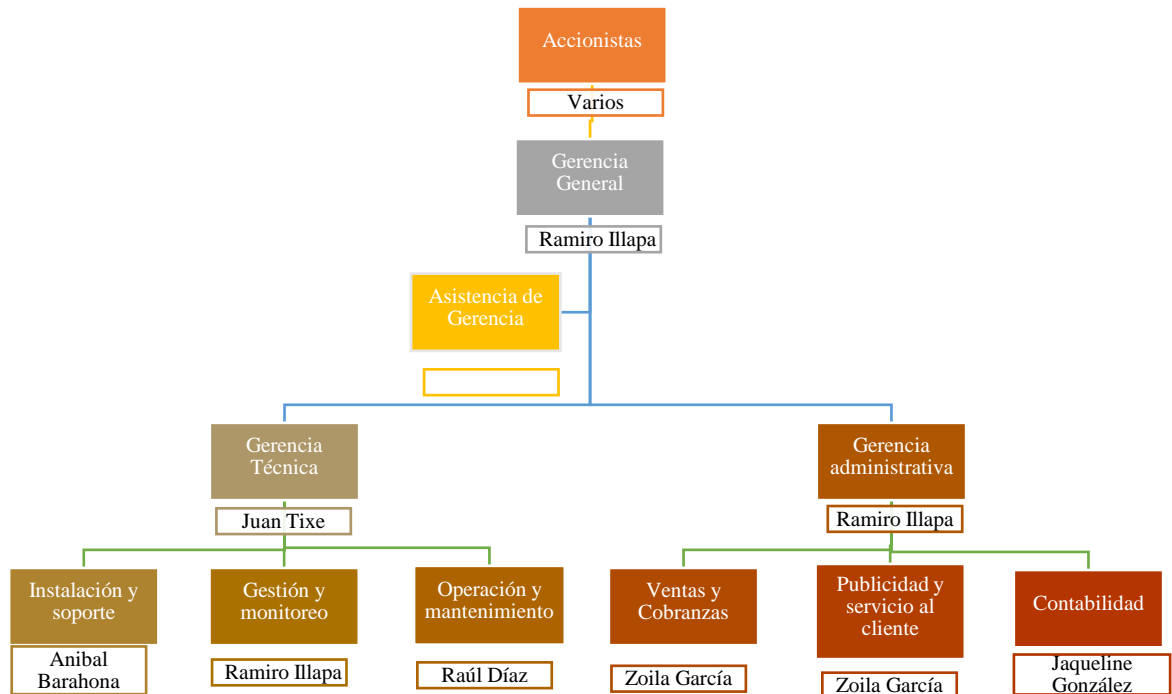 Accionistas
Varios
Gerencia
General
Ramiro Illapa
Asistencia de
Gerencia
Gerencia
Técnica
Juan Tixe
Gerencia
administrativa
Ramiro Illapa
Instalación y
soporte
Anibal
Barahona
Gestión y
monitoreo
Ramiro Illapa
Operación y
mantenimiento
Raúl Díaz
Ventas y
Cobranzas
Zoila García
Publicidad y
servicio al
cliente
Zoila García
Contabilidad
Jaqueline
González